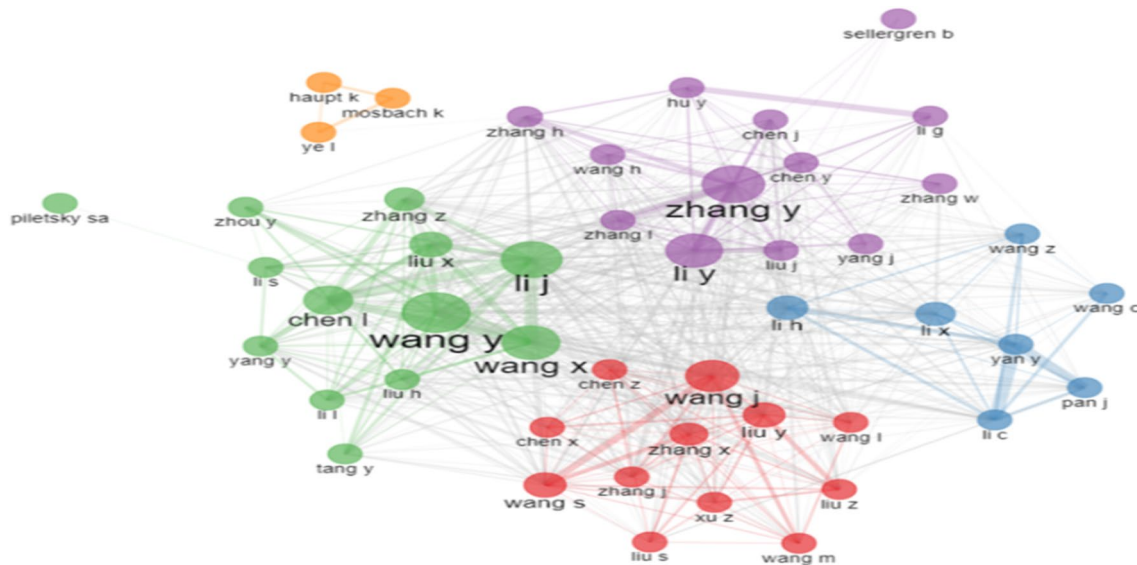 sellergren b
haupt k
mosbach k
ye l
hu y
zhang h
chen j
li g
wang h
chen y
zhang y
zhang w
piletsky sa
zhou y
zhang z
zhang l
liu x
li j
li y
liu j
yang j
wang z
li s
chen l
wang y
wang x
li h
li x
wang c
yang y
yan y
liu h
li l
chen z
wang j
pan j
chen x
zhang x
liu y
wang l
li c
tang y
wang s
zhang j
xu z
liu z
liu s
wang m